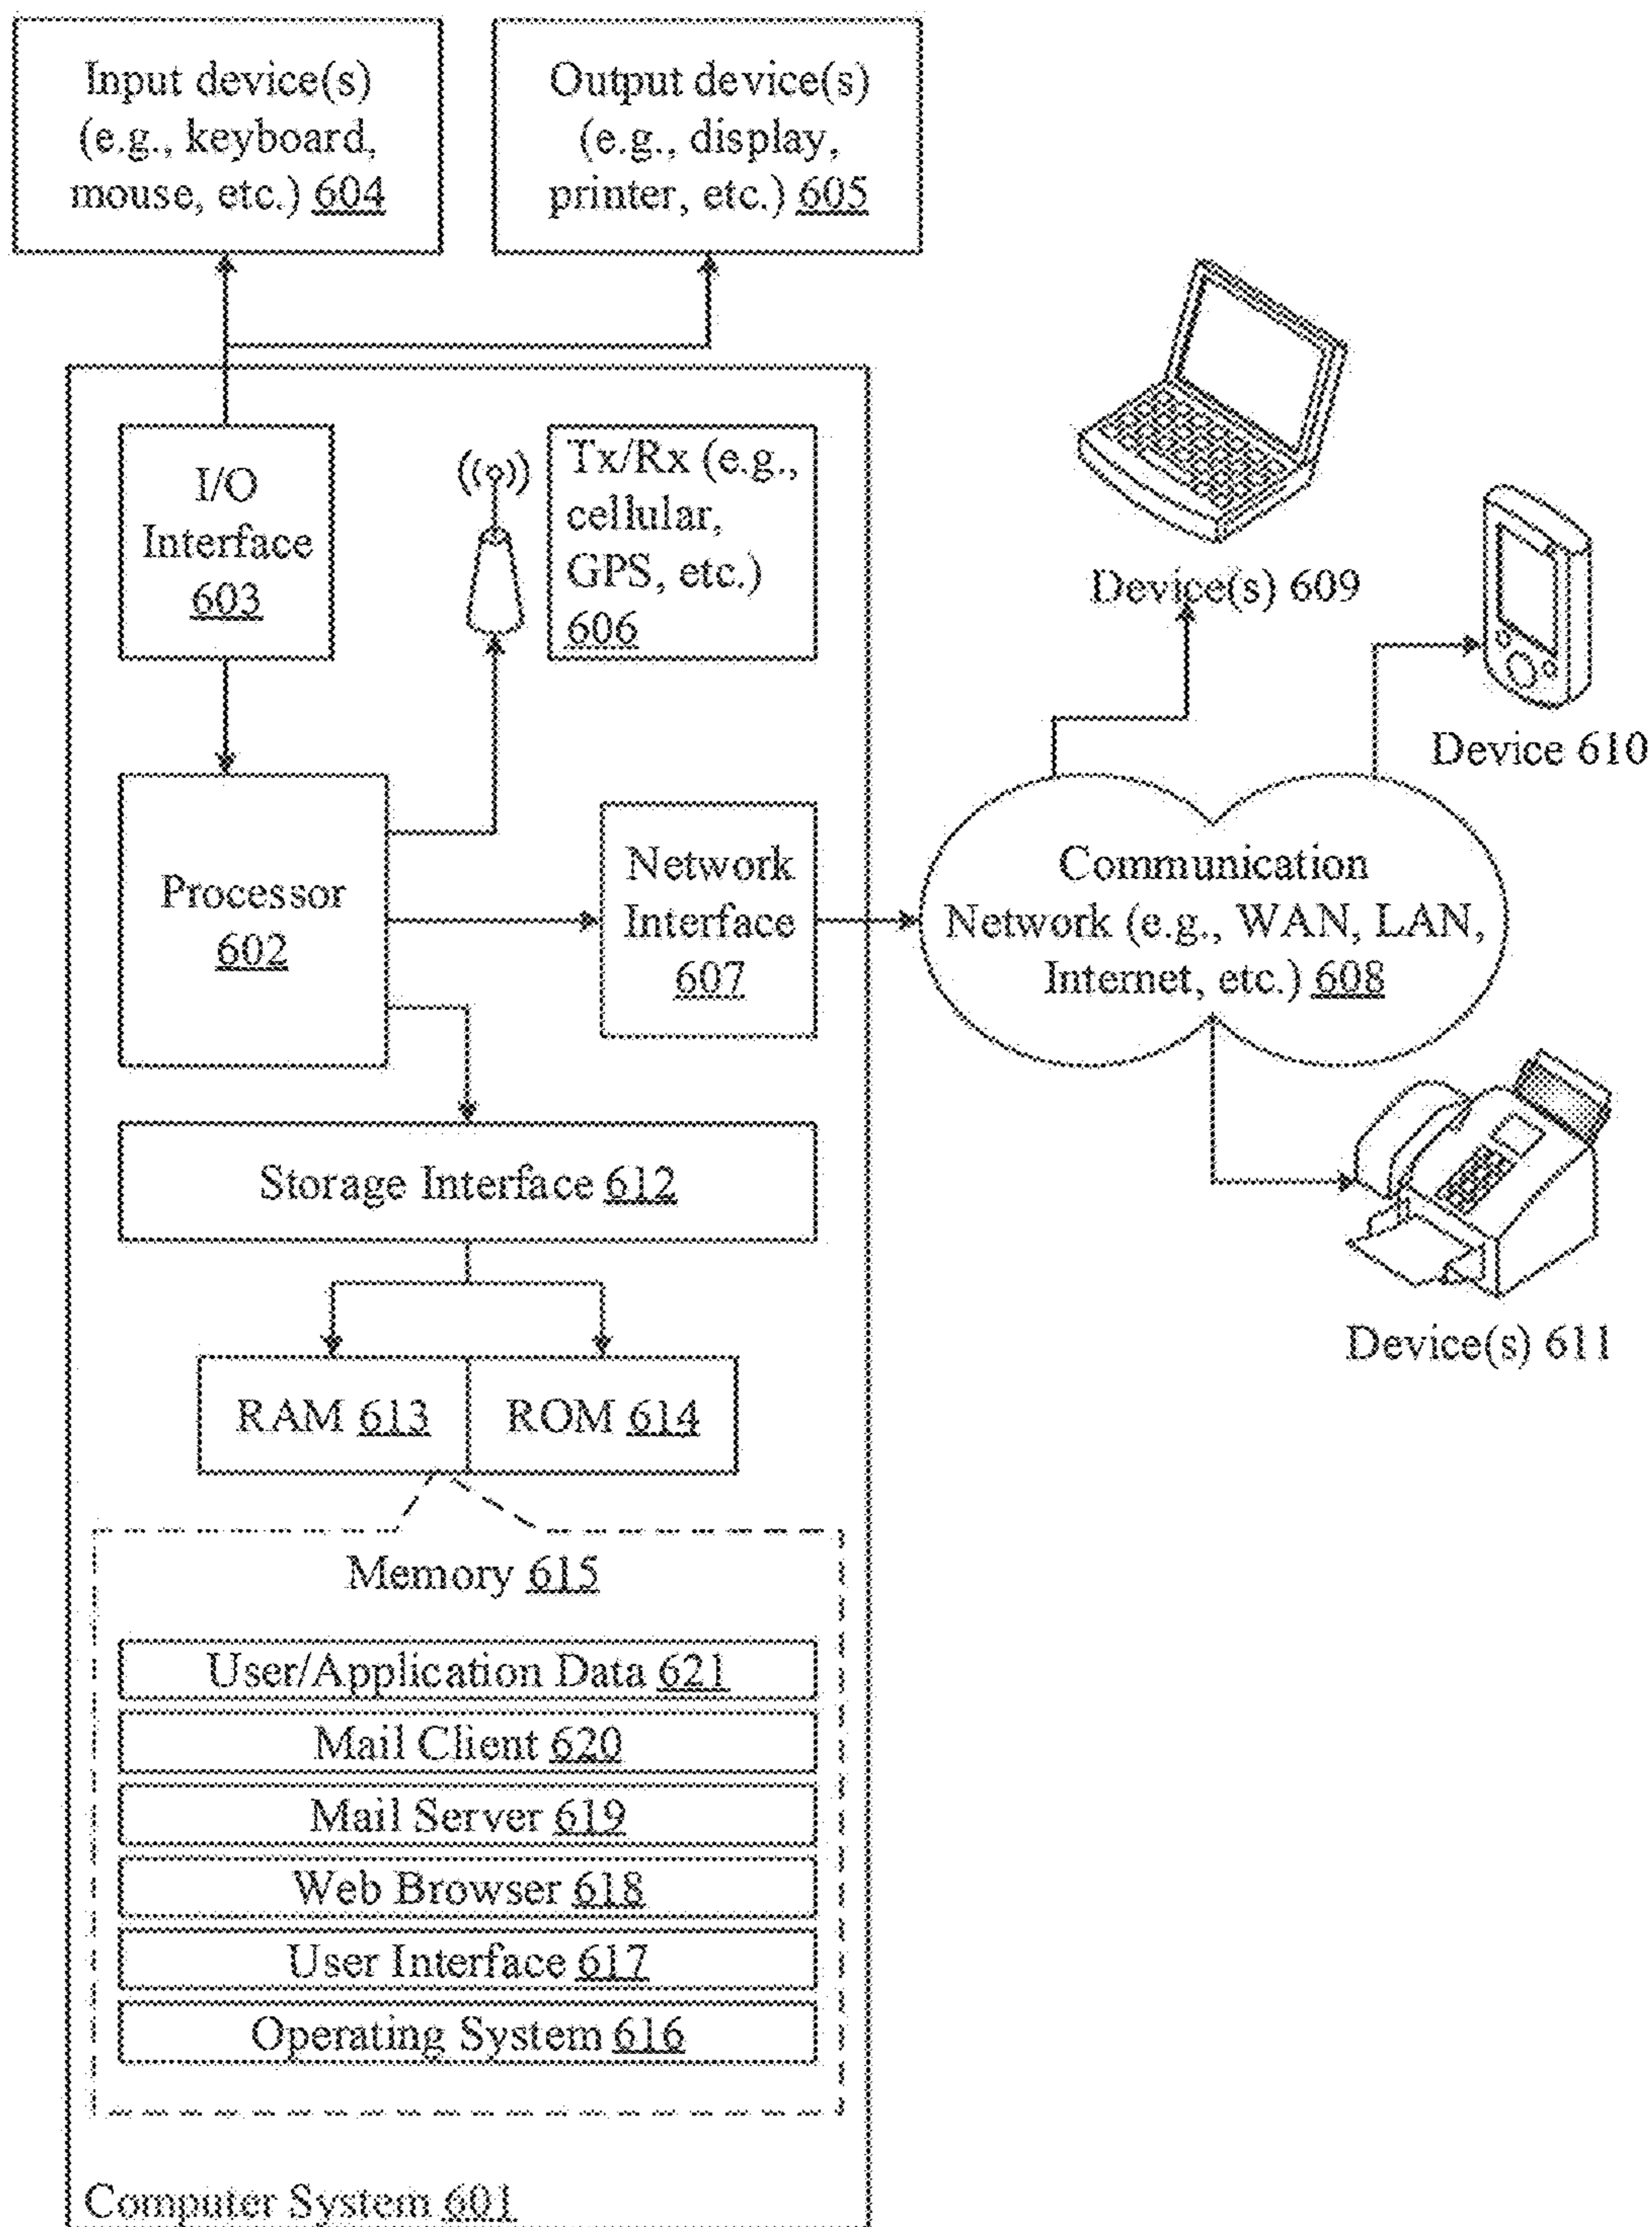 Input device(s)
(e.g., keyboard,
mouse, etc.) 604
Output device(s)
(e.g., display,
printer, etc.) 605
I/O
Interface
603
Tx/Rx (e.g.,
cellular,
GPS, etc.)
606
Device(s) 609
Device 610
Processor
602
Network
Interface
607
Communication
Network (e.g., WAN, LAN,
Internet, etc.) 608
Storage Interface 612
Device(s) 611
RAM 613
ROM 614
Memory 615
User/Application Data 621
Mail Client 620
Mail Server 619
Web Browser 618
User Interface 617
Operating System 616
Computer System 601